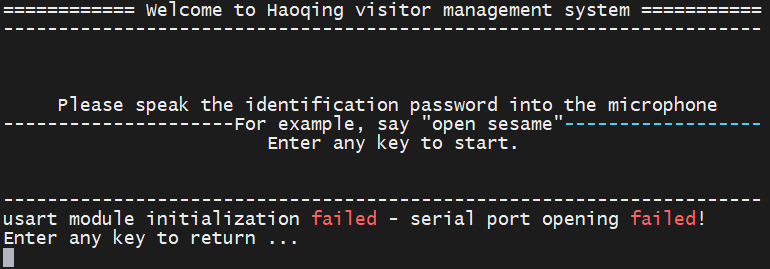 ============ Welcome to Haoqing visitor management system ===========
---------------------------------------------------------------------
Please speak the identification password into the microphone
---------------------For example, say "open sesame"------------------
Enter any key to start.
---------------------------------------------------------------------
usart module initialization failed - serial port opening failed!
Enter any key to return ...